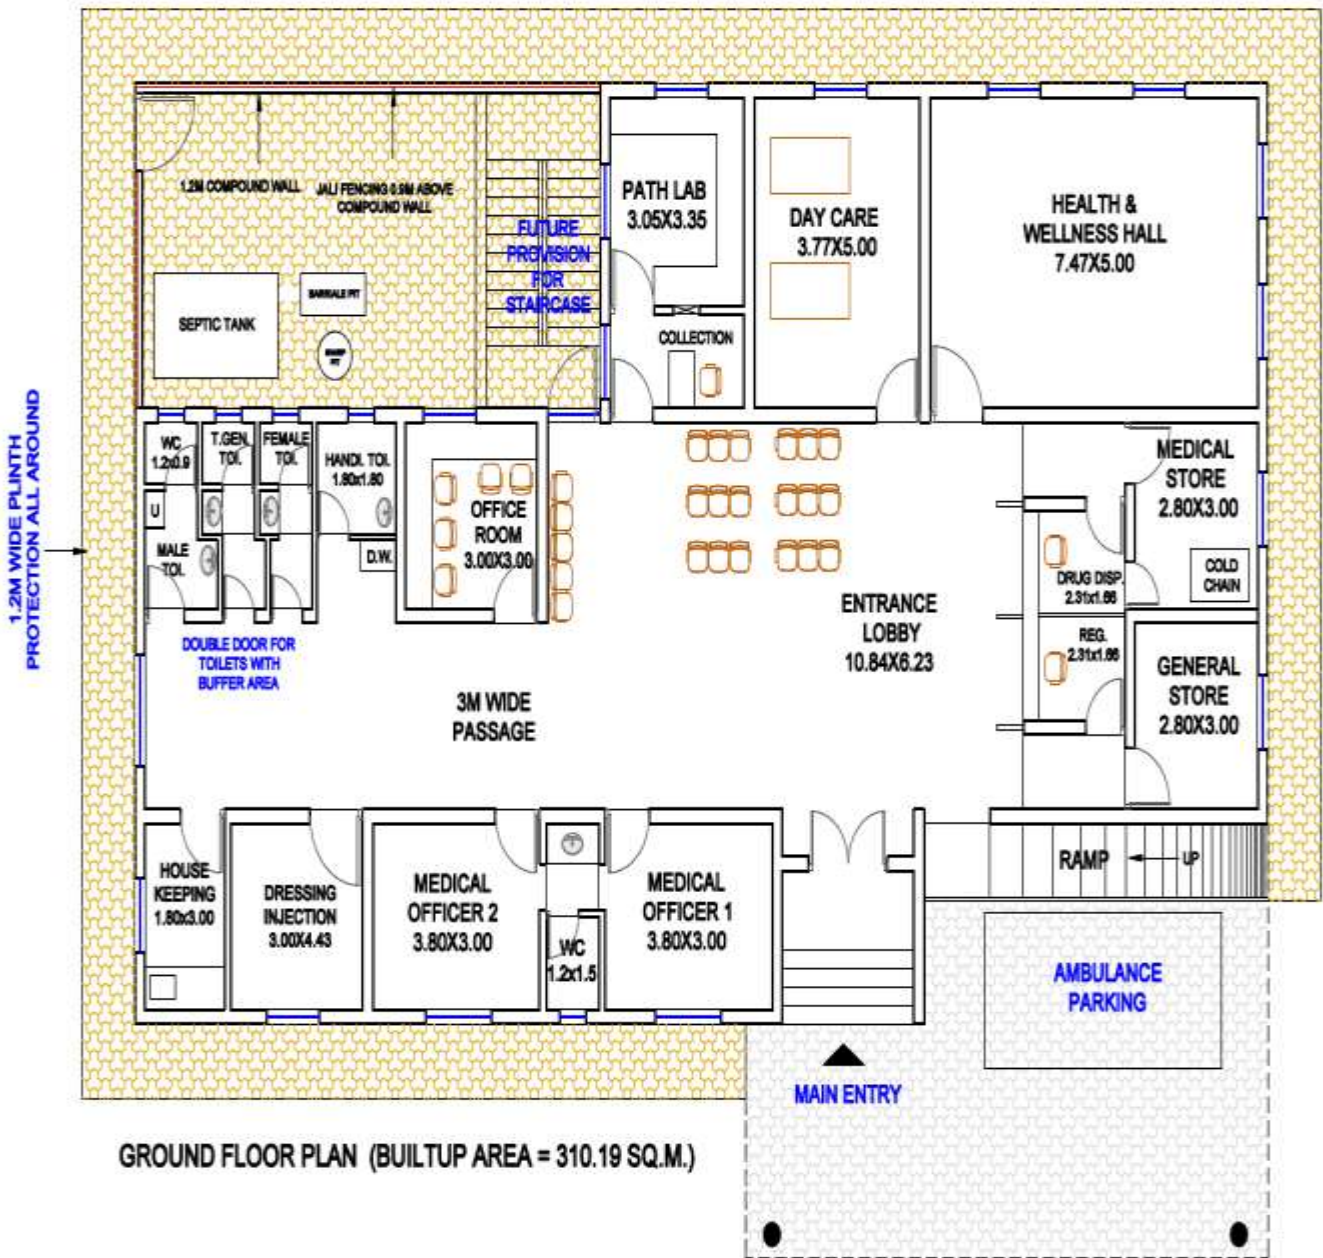 1.2M COMPOUND WALL
JALI FENCING 0.9M ABOVE
COMPOUND WALL
FUTURE
PROVISION
FOR
STAIRCASE
SEPTIC TANK
PATH LAB
3.05X3.35
COLLECTION
DAY CARE
3.77X5.00
HEALTH &
WELLNESS HALL
7.47X5.00
1.2M WIDE PLINTH
PROTECTION ALL AROUND
WC
1.2x0.9
T.GEN.
TOI.
FEMALE
TOI.
HANDI. TOI.
1.80x1.80
U
MALE
TOI.
D.W.
OFFICE
ROOM
3.00X3.00
MEDICAL
STORE
2.80X3.00
COLD
CHAIN
DRUG DISP.
2.31x1.66
REG.
2.31x1.66
ENTRANCE
LOBBY
10.84X6.23
GENERAL
STORE
2.80X3.00
DOUBLE DOOR FOR
TOILETS WITH
BUFFER AREA
3M WIDE
PASSAGE
HOUSE
KEEPING
1.80x3.00
DRESSING
INJECTION
3.00X4.43
MEDICAL
OFFICER 2
3.80X3.00
WC
1.2x1.5
MEDICAL
OFFICER 1
3.80X3.00
RAMP
UP
AMBULANCE
PARKING
MAIN ENTRY
GROUND FLOOR PLAN (BUILTUP AREA = 310.19 SQ.M.)